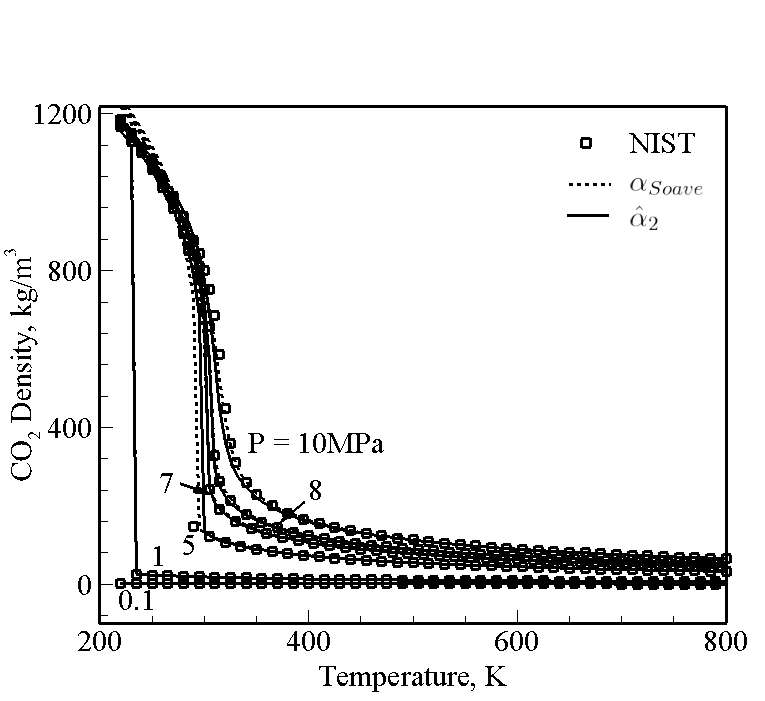 1200
NIST
α_Soave
α̂₂
800
CO₂ Density, kg/m³
400
P = 10MPa
7
8
5
1
0
0.1
200
400
600
800
Temperature, K